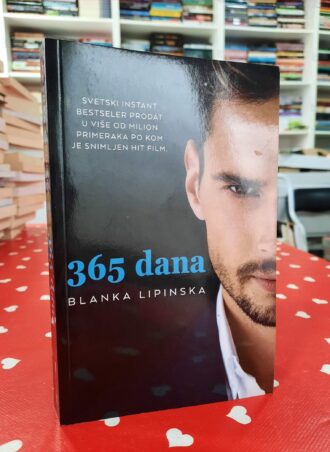 SVETSKI INSTANT
BESTSELER PRODAT
U VIŠE OD MILION
PRIMERAKA PO KOM
JE SNIMLJEN HIT FILM.
365 dana
BLANKA LIPINSKA